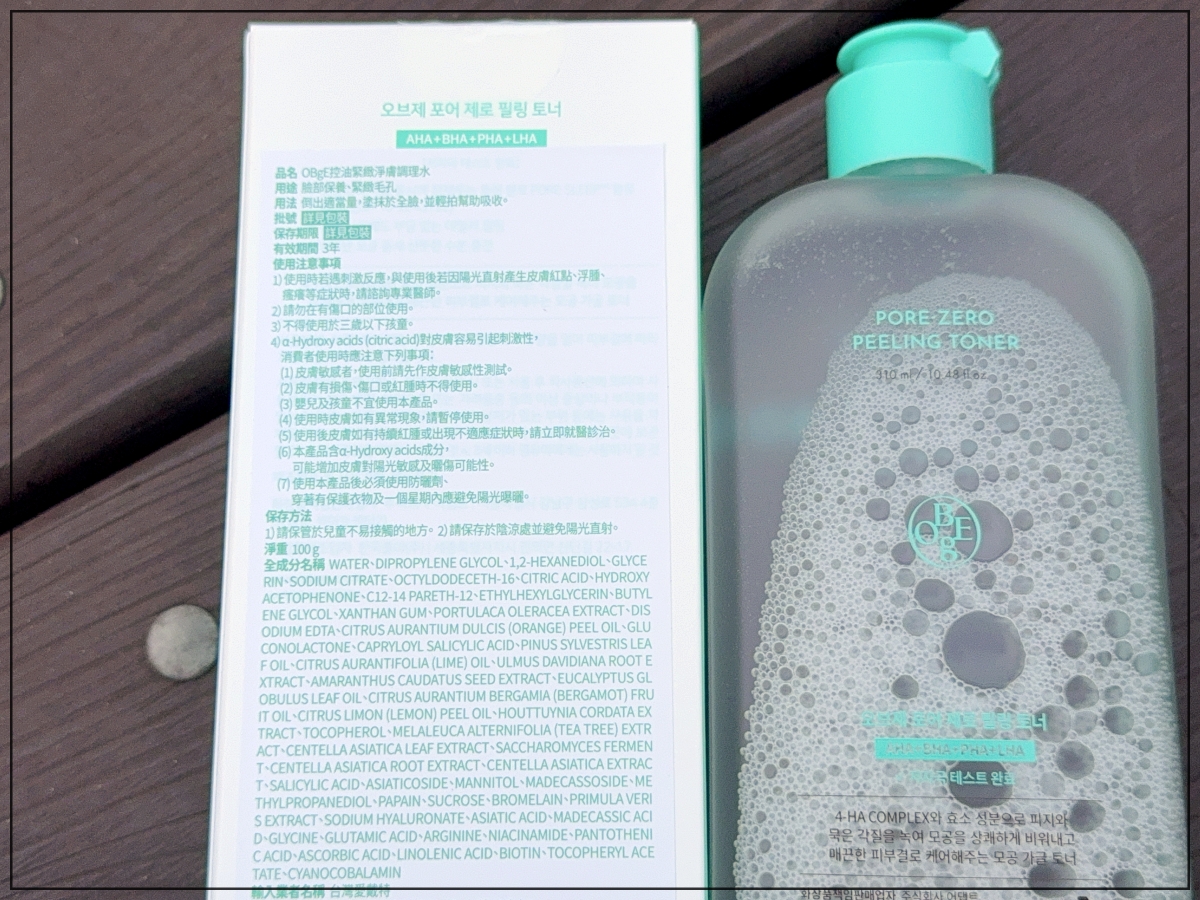 오브제 포어 제로 필링 토너
AHA+BHA+PHA+LHA
品名 OBgE控油緊緻淨膚調理水
用途 臉部保養、緊緻毛孔
用法 倒出適當量，塗抹於全臉，並輕拍幫助吸收。
批號 詳見包裝
保存期限 詳見包裝
有效期間 3年
使用注意事項
1) 使用時若遇刺激反應，與使用後若因陽光直射產生皮膚紅點、浮腫、
搔癢等症狀時，請諮詢專業醫師。
2) 請勿在有傷口的部位使用。
3) 不得使用於三歲以下孩童。
4) α-Hydroxy acids (citric acid)對皮膚容易引起刺激性，
消費者使用時應注意下列事項：
(1) 皮膚敏感者，使用前請先作皮膚敏感性測試。
(2) 皮膚有損傷、傷口或紅腫時不得使用。
(3) 嬰兒及孩童不宜使用本產品。
(4) 使用時皮膚如有異常現象，請暫停使用。
(5) 使用後皮膚如有持續紅腫或出現不適應症狀時，請立即就醫診治。
(6) 本產品含α-Hydroxy acids成分，
可能增加皮膚對陽光敏感及曬傷可能性。
(7) 使用本產品後必須使用防曬劑、
穿著有保護衣物及一個星期內應避免陽光曝曬。
保存方法
1) 請保管於兒童不易接觸的地方。 2) 請保存於陰涼處並避免陽光直射。
淨重 100 g
全成分名稱 WATER、DIPROPYLENE GLYCOL、1,2-HEXANEDIOL、GLYCE
RIN、SODIUM CITRATE、OCTYLDODECETH-16、CITRIC ACID、HYDROXY
ACETOPHENONE、C12-14 PARETH-12、ETHYLHEXYLGLYCERIN、BUTYL
ENE GLYCOL、XANTHAN GUM、PORTULACA OLERACEA EXTRACT、DIS
ODIUM EDTA、CITRUS AURANTIUM DULCIS (ORANGE) PEEL OIL、GLU
CONOLACTONE、CAPRYLOYL SALICYLIC ACID、PINUS SYLVESTRIS LEA
F OIL、CITRUS AURANTIFOLIA (LIME) OIL、ULMUS DAVIDIANA ROOT E
XTRACT、AMARANTHUS CAUDATUS SEED EXTRACT、EUCALYPTUS GL
OBULUS LEAF OIL、CITRUS AURANTIUM BERGAMIA (BERGAMOT) FRU
IT OIL、CITRUS LIMON (LEMON) PEEL OIL、HOUTTUYNIA CORDATA EX
TRACT、TOCOPHEROL、MELALEUCA ALTERNIFOLIA (TEA TREE) EXTR
ACT、CENTELLA ASIATICA LEAF EXTRACT、SACCHAROMYCES FERMEN
T、CENTELLA ASIATICA ROOT EXTRACT、CENTELLA ASIATICA EXTRAC
T、SALICYLIC ACID、ASIATICOSIDE、MANNITOL、MADECASSOSIDE、ME
THYLPROPANEDIOL、PAPAIN、SUCROSE、BROMELAIN、PRIMULA VERI
S EXTRACT、SODIUM HYALURONATE、ASIATIC ACID、MADECASSIC ACI
D、GLYCINE、GLUTAMIC ACID、ARGININE、NIACINAMIDE、PANTOTHENI
C ACID、ASCORBIC ACID、LINOLENIC ACID、BIOTIN、TOCOPHERYL ACE
TATE、CYANOCOBALAMIN
輸入業者名稱 台灣愛戴特
PORE-ZERO
PEELING TONER
310 ml / 10.48 fl.oz
OBgE
오브제 포어 제로 필링 토너
AHA+BHA+PHA+LHA
테스트 완료
4-HA COMPLEX와 효소 성분으로 피지와
묵은 각질을 녹여 모공을 상쾌하게 비워내고
매끈한 피부결로 케어해주는 모공 가글 토너
화장품책임판매업자 주식회사 어댑트